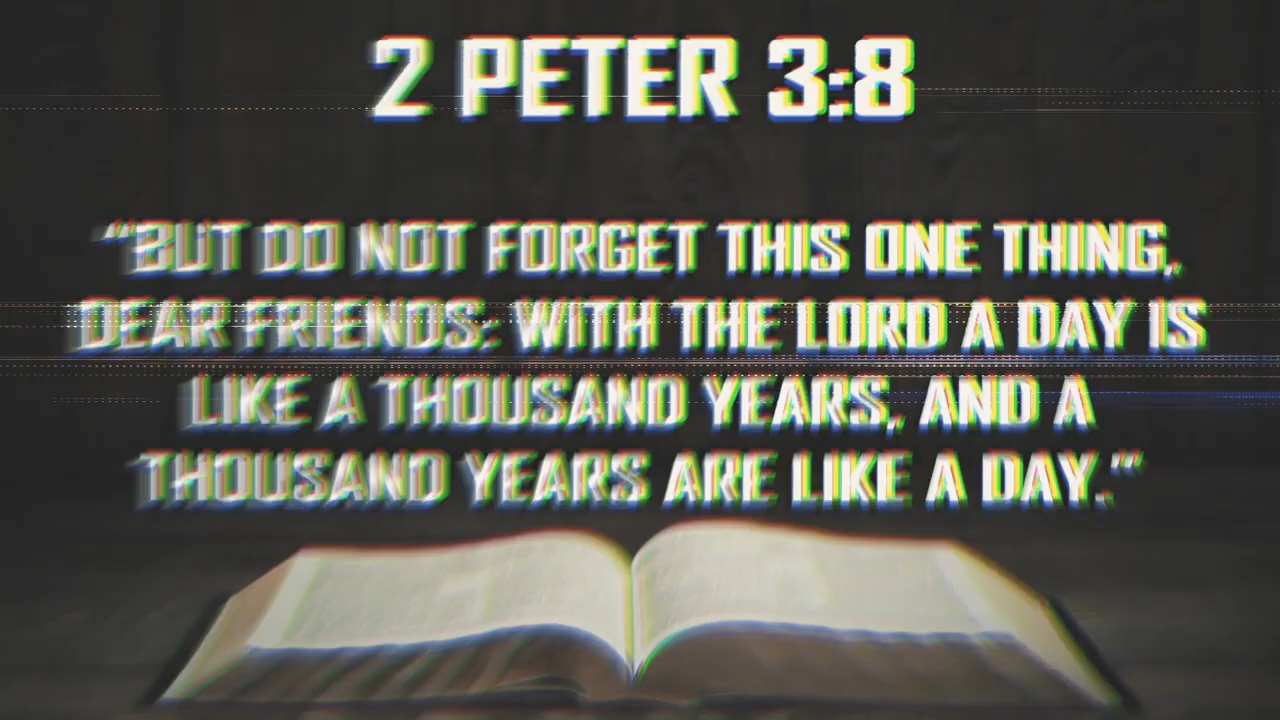 2 PETER 3:8
“BUT DO NOT FORGET THIS ONE THING,
DEAR FRIENDS: WITH THE LORD A DAY IS
LIKE A THOUSAND YEARS, AND A
THOUSAND YEARS ARE LIKE A DAY.”